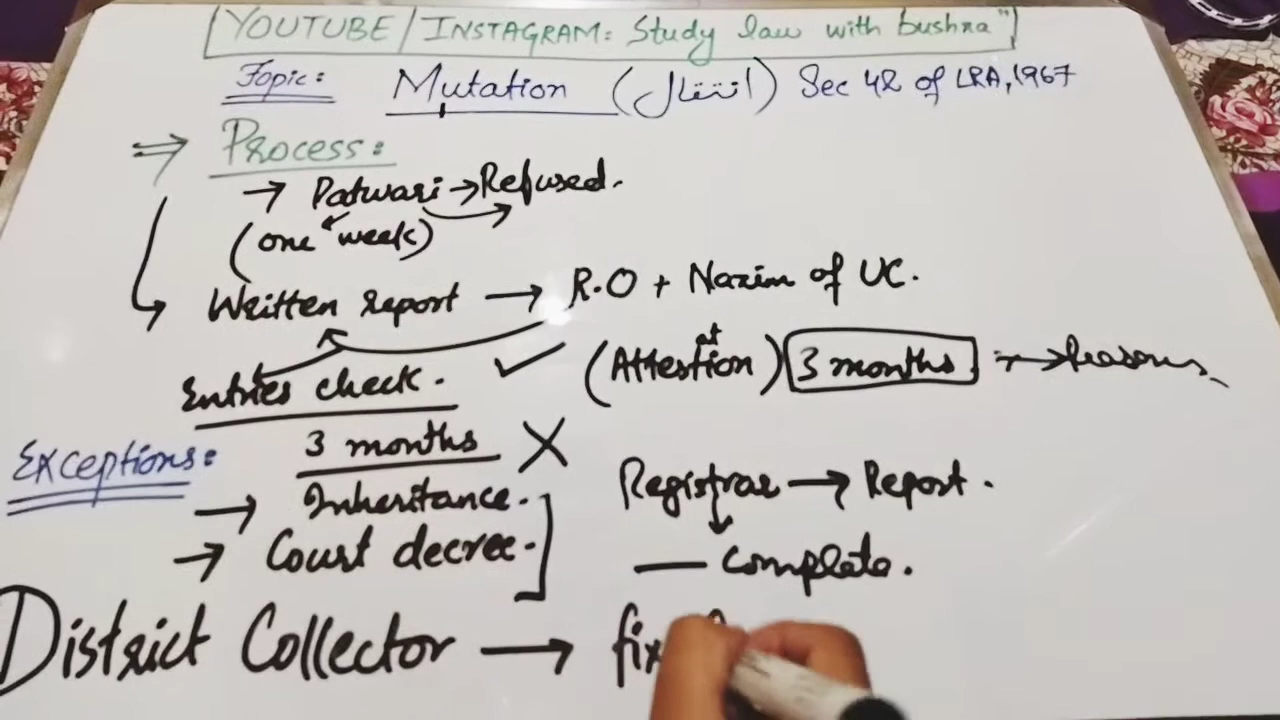 YOUTUBE/INSTAGRAM: Study law with bushra"
Topic: Mutation (انتقال) Sec 42 of LRA,1967
⇒ Process:
→ Patwari → Refused.
(one week)
Written report → R.O + Nazim of UC.
Entries check. ✓ (Attestion) at 3 months → Reasons
3 months X
Exceptions:
→ Inheritance. Registrar → Report.
→ Court decree. — Complete.
District Collector → fix